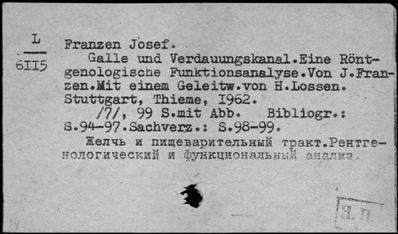 L
6II5
Franzen Josef.
Galle und Verdauungskanal.Eine Rönt-
genologische Funktionsanalyse.Von J.Fran-
zen.Mit einem Geleitw.von H.Lossen.
Stuttgart, Thieme, I962.
/7/, 99 S.mit Abb. Bibliogr.:
S.94-97.Sachverz.: S.98-99.
Желчь и пищеварительный тракт.Рентге-
нологический и функциональный анализ.
Я.П.